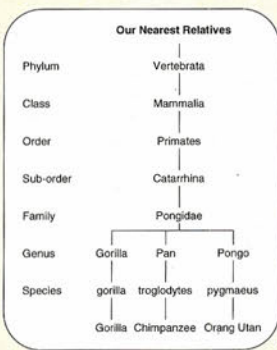 Our Nearest Relatives
Phylum Vertebrata
Class Mammalia
Order Primates
Sub-order Catarrhina
Family Pongidae
Genus Gorilla Pan Pongo
Species gorilla troglodytes pygmaeus
Gorilla Chimpanzee Orang Utan